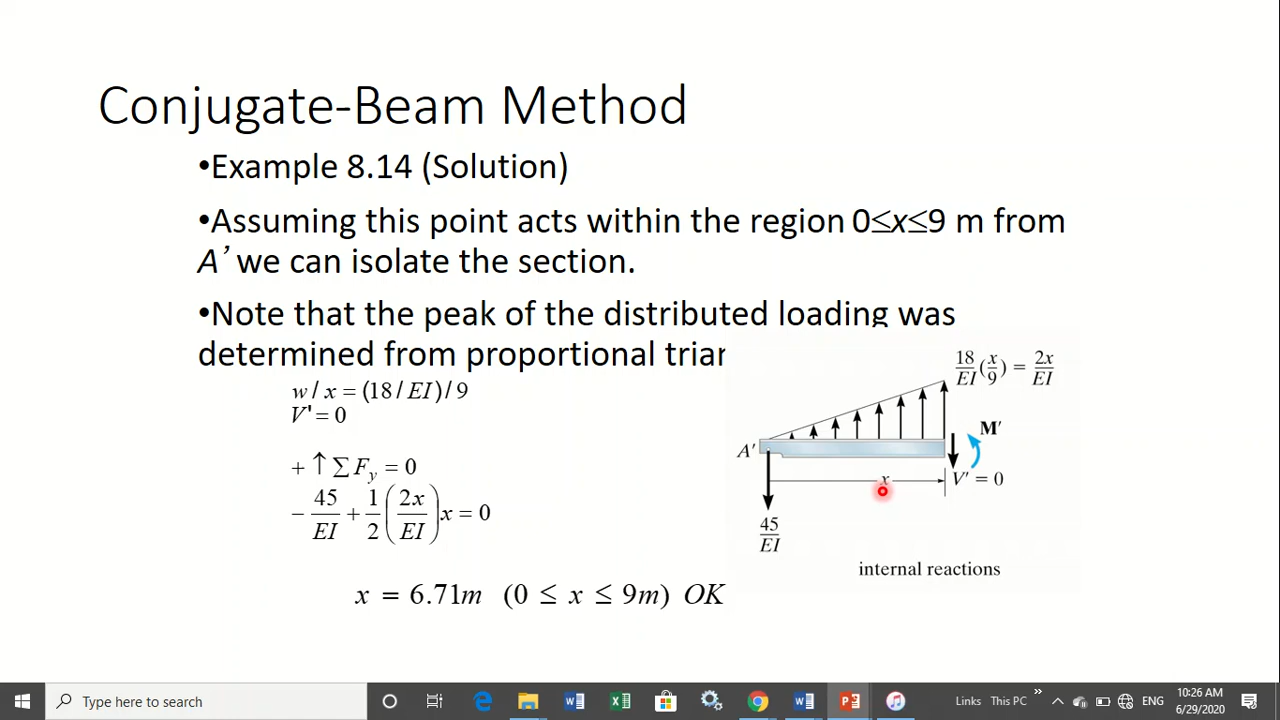 Conjugate-Beam Method
•Example 8.14 (Solution)
•Assuming this point acts within the region 0≤x≤9 m from
A’ we can isolate the section.
•Note that the peak of the distributed loading was
determined from proportional
w / x = (18 / EI) / 9
V' = 0
+ ↑ ∑ F_y = 0
− 45/EI + 1/2 (2x/EI) x = 0
x = 6.71m (0 ≤ x ≤ 9m) OK
18/EI (x/9) = 2x/EI
M'
A'
x
V' = 0
45/EI
internal reactions
Type here to search
Links This PC » ENG
10:26 AM
6/29/2020